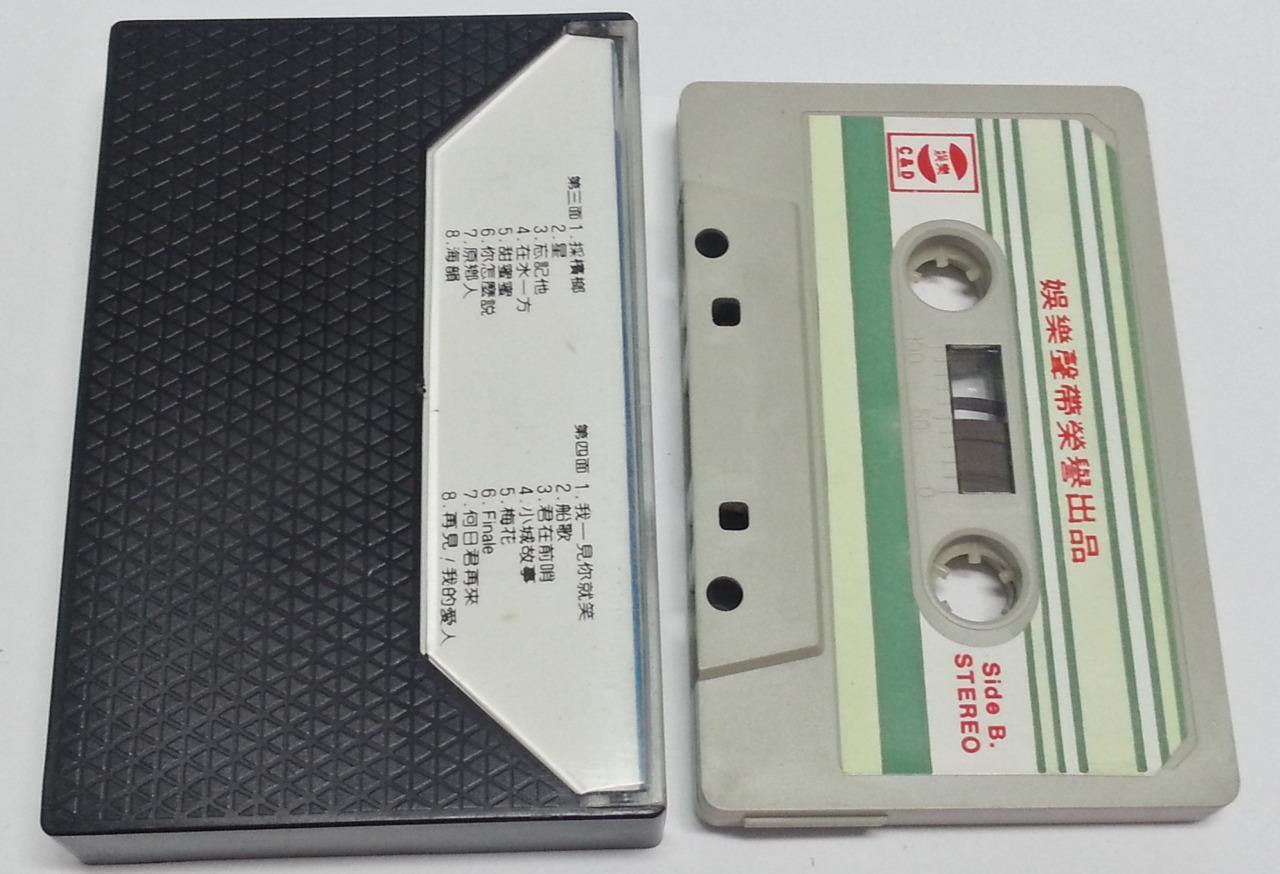 第三面 1.採檳榔
2.星
3.忘記他
4.在水一方
5.甜蜜蜜
6.你怎麼説
7.原鄉人
8.海韻
第四面 1.我一見你就笑
2.船歌
3.君在前哨
4.小城故事
5.梅花
6.Finale
7.何日君再來
8.再見/我的愛人
娛樂聲帶榮譽出品
娛樂
C&D
Side B.
STEREO
100
50
0